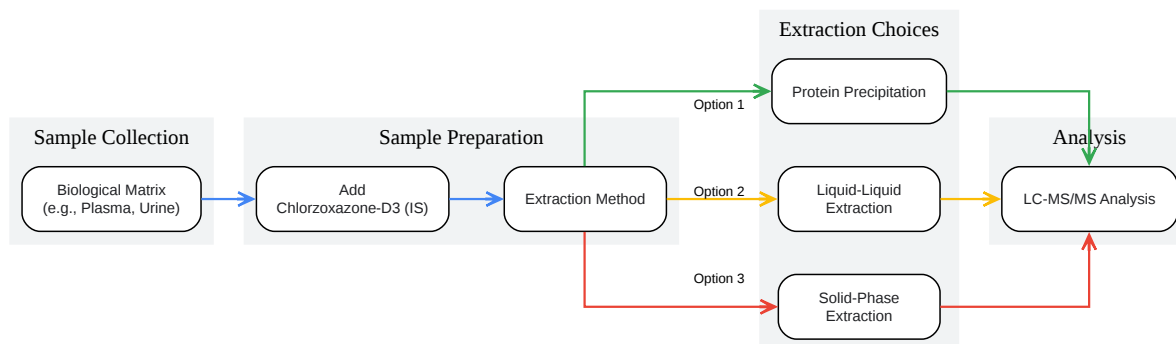 Extraction Choices
Protein Precipitation
Option 1
Sample Collection
Sample Preparation
Analysis
Biological Matrix
(e.g., Plasma, Urine)
Add
Chlorzoxazone-D3 (IS)
Extraction Method
Option 2
Liquid-Liquid
Extraction
LC-MS/MS Analysis
Option 3
Solid-Phase
Extraction